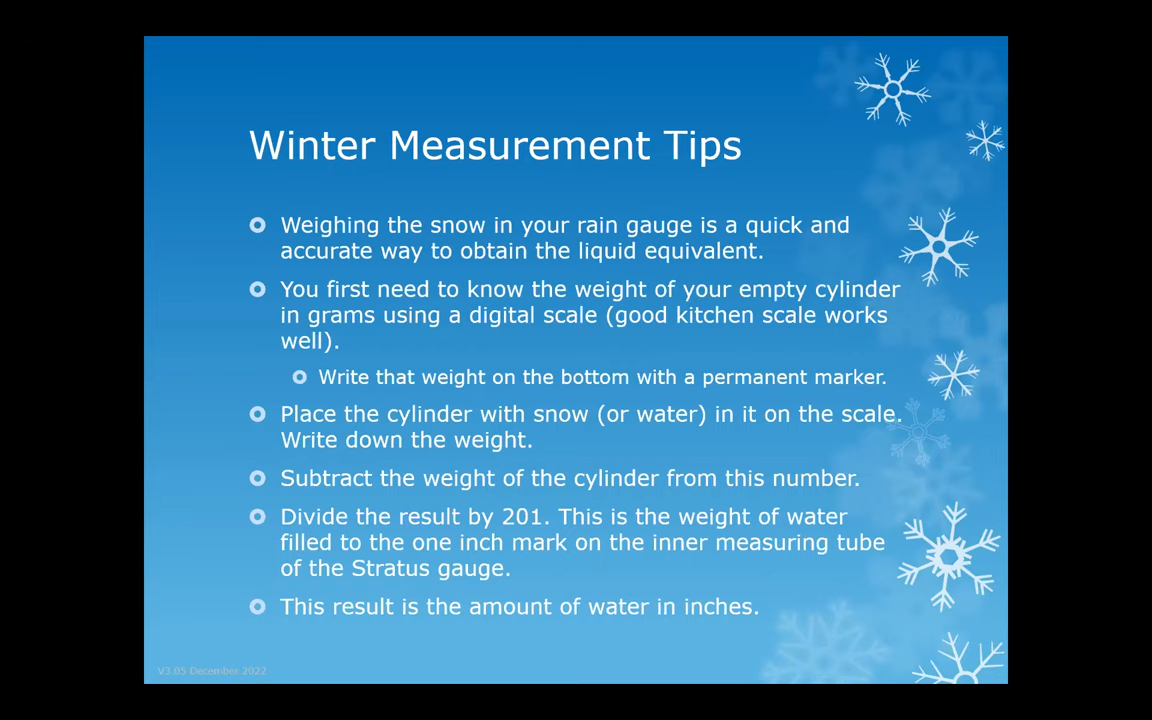 Winter Measurement Tips
Weighing the snow in your rain gauge is a quick and
accurate way to obtain the liquid equivalent.
You first need to know the weight of your empty cylinder
in grams using a digital scale (good kitchen scale works
well).
Write that weight on the bottom with a permanent marker.
Place the cylinder with snow (or water) in it on the scale.
Write down the weight.
Subtract the weight of the cylinder from this number.
Divide the result by 201. This is the weight of water
filled to the one inch mark on the inner measuring tube
of the Stratus gauge.
This result is the amount of water in inches.
V3.05 December 2022